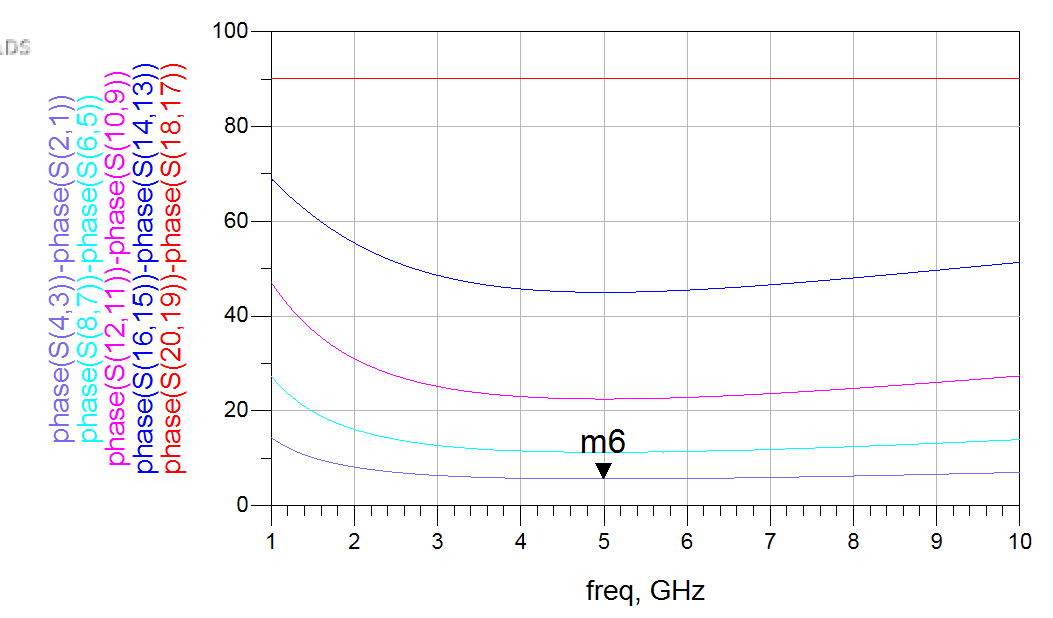 ADS
phase(S(4,3))-phase(S(2,1))
phase(S(8,7))-phase(S(6,5))
phase(S(12,11))-phase(S(10,9))
phase(S(16,15))-phase(S(14,13))
phase(S(20,19))-phase(S(18,17))
100
80
60
40
20
0
m6
1 2 3 4 5 6 7 8 9 10
freq, GHz